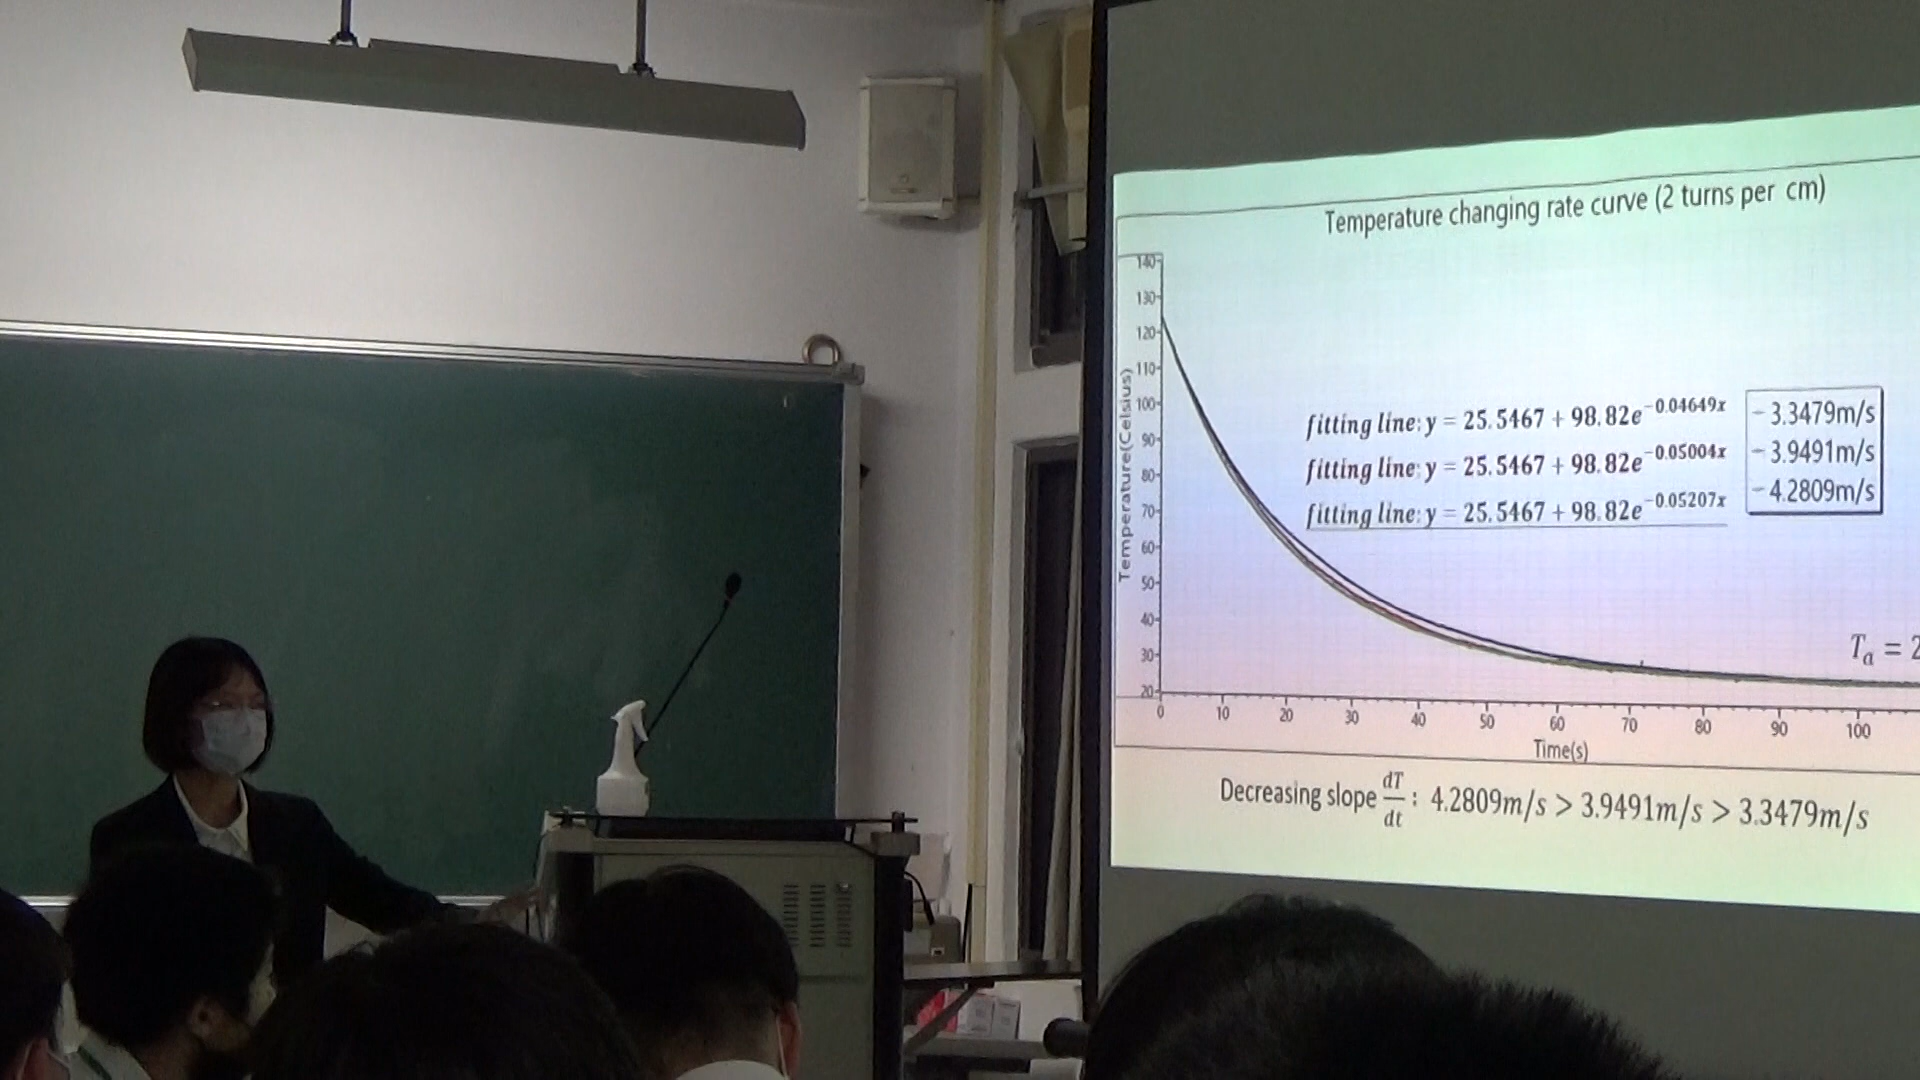 Temperature changing rate curve (2 turns per cm)
Temperature(Celsius)
140
130
120
110
100
90
80
70
60
50
40
30
20
fitting line: y = 25.5467 + 98.82e^-0.04649x
fitting line: y = 25.5467 + 98.82e^-0.05004x
fitting line: y = 25.5467 + 98.82e^-0.05207x
- 3.3479m/s
- 3.9491m/s
- 4.2809m/s
Tₐ = 2
0 10 20 30 40 50 60 70 80 90 100
Time(s)
Decreasing slope dT/dt : 4.2809m/s > 3.9491m/s > 3.3479m/s